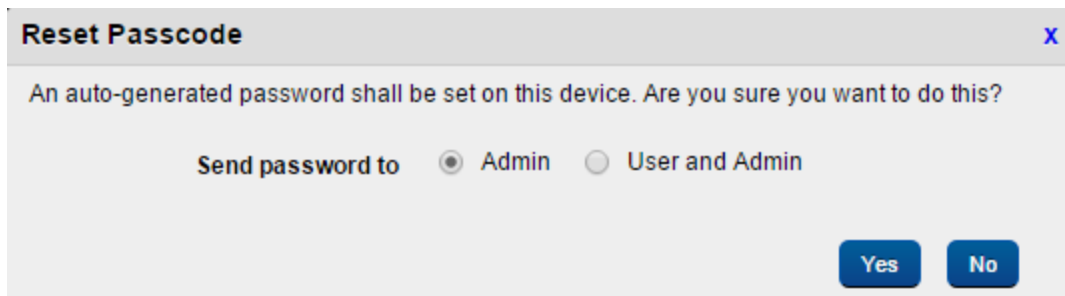 Reset Passcode x
An auto-generated password shall be set on this device. Are you sure you want to do this?
Send password to Admin User and Admin
Yes No